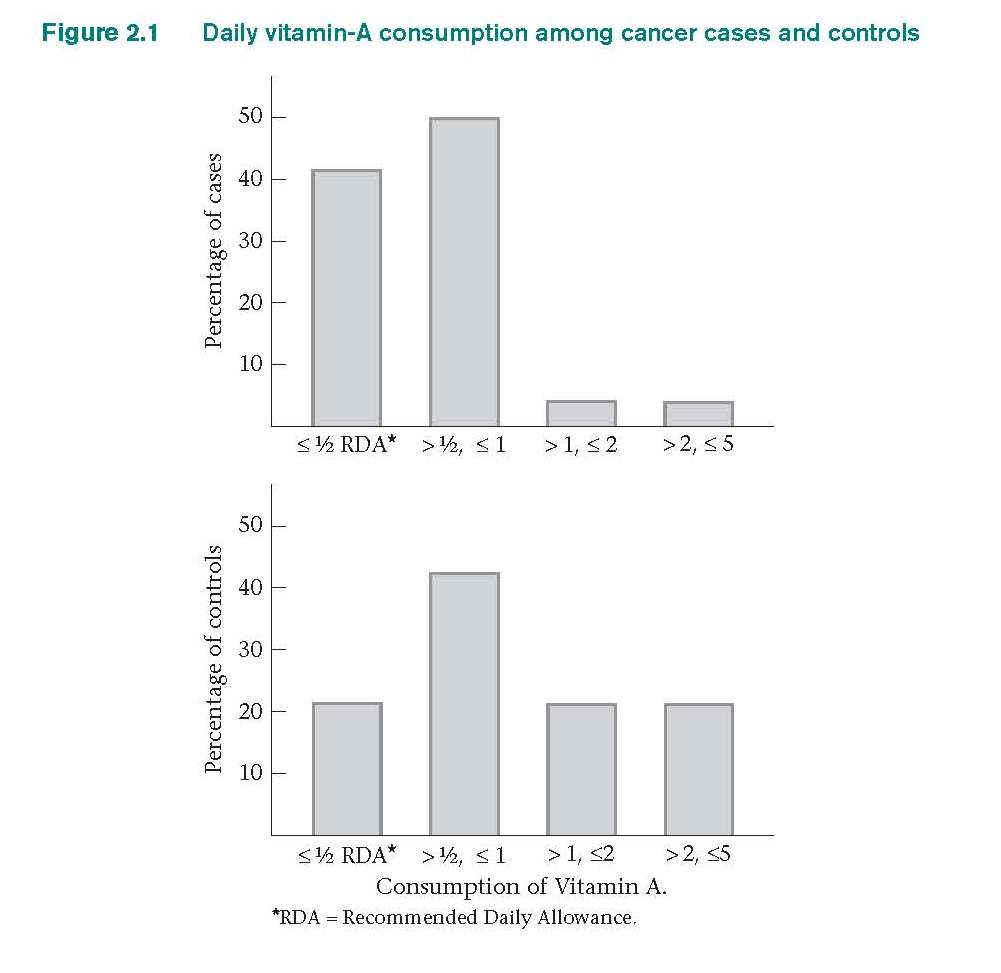 Figure 2.1 Daily vitamin-A consumption among cancer cases and controls
Percentage of cases
50
40
30
20
10
≤ ½ RDA* > ½, ≤ 1 > 1, ≤ 2 > 2, ≤ 5
Percentage of controls
50
40
30
20
10
≤ ½ RDA* > ½, ≤ 1 > 1, ≤2 > 2, ≤5
Consumption of Vitamin A.
*RDA = Recommended Daily Allowance.